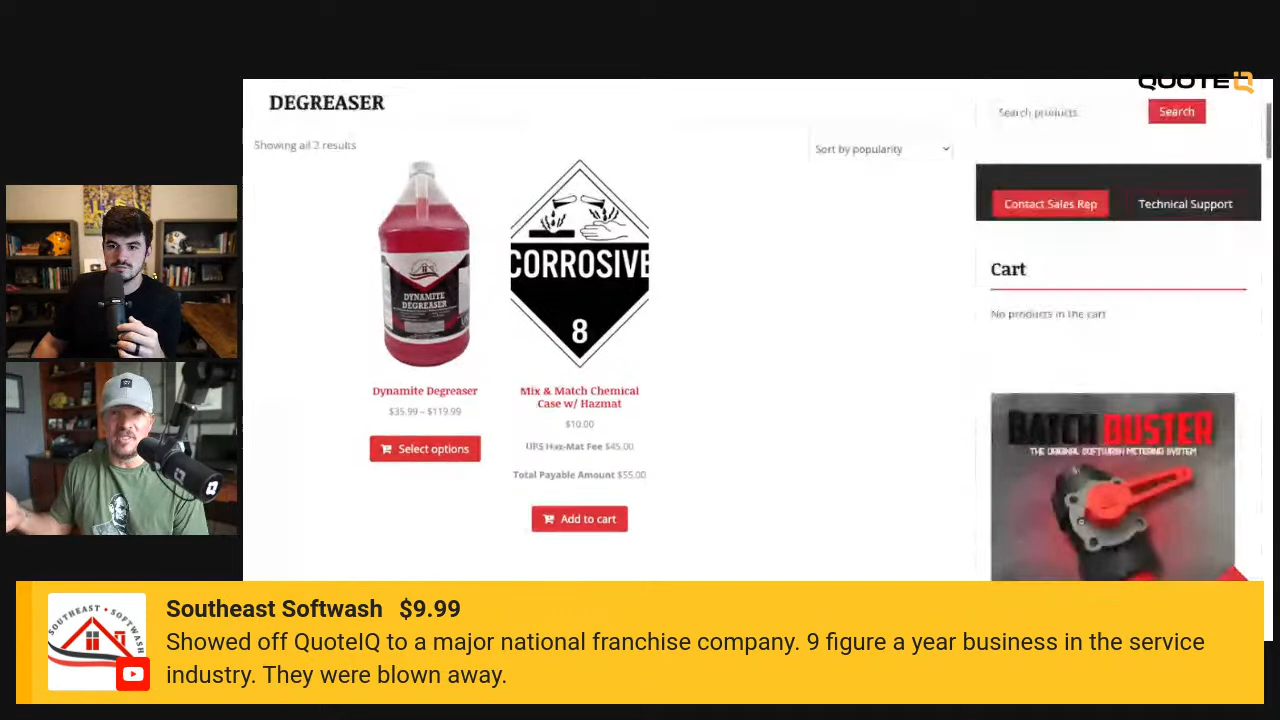 QUOTE IQ
DEGREASER
Showing all 2 results
Sort by popularity
Search products
Search
Contact Sales Rep
Technical Support
Cart
No products in the cart
DYNAMITE
DEGREASER
CORROSIVE
8
Dynamite Degreaser
$35.99 – $119.99
Select options
Mix & Match Chemical
Case w/ Hazmat
$10.00
UPS Haz-Mat Fee $45.00
Total Payable Amount $55.00
Add to cart
BUSTER
THE ORIGINAL SOFTWASH METERING SYSTEM
SOUTHEAST • SOFTWASH
Southeast Softwash $9.99
Showed off QuoteIQ to a major national franchise company. 9 figure a year business in the service
industry. They were blown away.